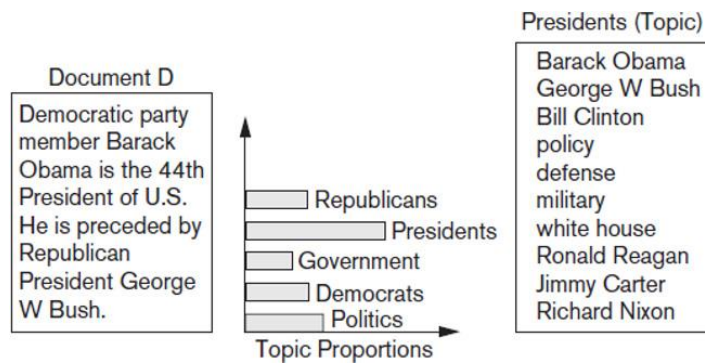 Document D
Democratic party
member Barack
Obama is the 44th
President of U.S.
He is preceded by
Republican
President George
W Bush.
Republicans
Presidents
Government
Democrats
Politics
Topic Proportions
Presidents (Topic)
Barack Obama
George W Bush
Bill Clinton
policy
defense
military
white house
Ronald Reagan
Jimmy Carter
Richard Nixon